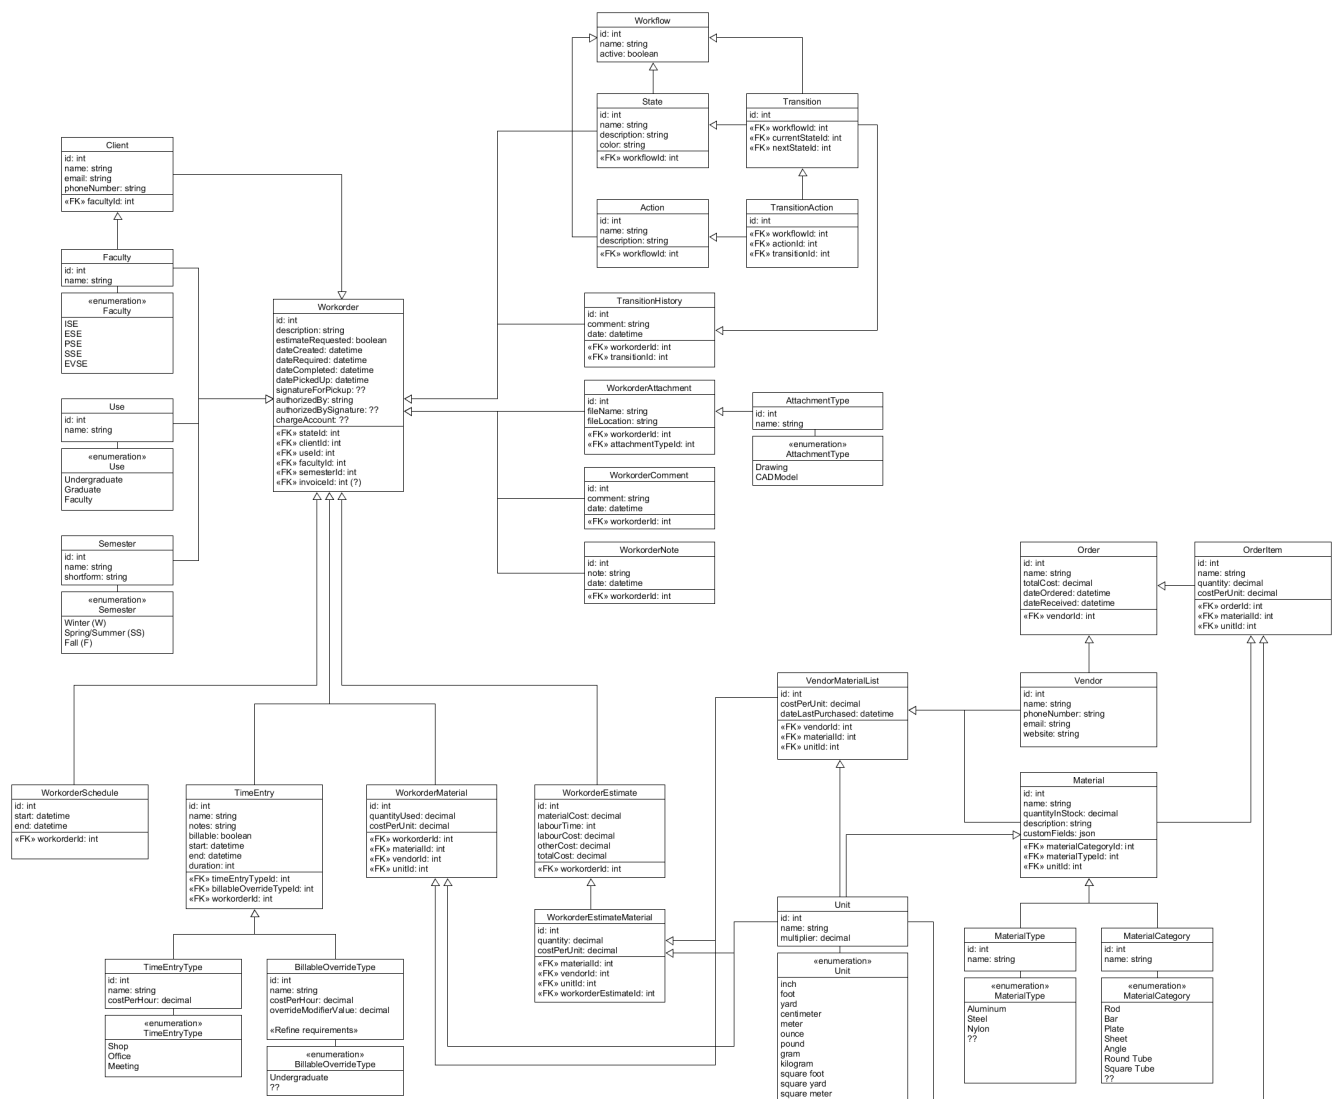 Workflow
id: int
name: string
active: boolean
State
id: int
name: string
description: string
color: string
«FK» workflowId: int
Transition
id: int
«FK» workflowId: int
«FK» currentStateId: int
«FK» nextStateId: int
Client
id: int
name: string
email: string
phoneNumber: string
«FK» facultyId: int
Action
id: int
name: string
description: string
«FK» workflowId: int
TransitionAction
id: int
«FK» workflowId: int
«FK» actionId: int
«FK» transitionId: int
Faculty
id: int
name: string
«enumeration»
Faculty
ISE
ESE
PSE
SSE
EVSE
Workorder
id: int
description: string
estimateRequested: boolean
dateCreated: datetime
dateRequired: datetime
dateCompleted: datetime
datePickedUp: datetime
signatureForPickup: ??
authorizedBy: string
authorizedBySignature: ??
chargeAccount: ??
«FK» stateId: int
«FK» clientId: int
«FK» useId: int
«FK» facultyId: int
«FK» semesterId: int
«FK» invoiceId: int (?)
TransitionHistory
id: int
comment: string
date: datetime
«FK» workorderId: int
«FK» transitionId: int
WorkorderAttachment
id: int
fileName: string
fileLocation: string
«FK» workorderId: int
«FK» attachmentTypeId: int
AttachmentType
id: int
name: string
«enumeration»
AttachmentType
Drawing
CADModel
Use
id: int
name: string
«enumeration»
Use
Undergraduate
Graduate
Faculty
WorkorderComment
id: int
comment: string
date: datetime
«FK» workorderId: int
Semester
id: int
name: string
shortform: string
«enumeration»
Semester
Winter (W)
Spring/Summer (SS)
Fall (F)
WorkorderNote
id: int
note: string
date: datetime
«FK» workorderId: int
Order
id: int
name: string
totalCost: decimal
dateOrdered: datetime
dateReceived: datetime
«FK» vendorId: int
OrderItem
id: int
name: string
quantity: decimal
costPerUnit: decimal
«FK» orderId: int
«FK» materialId: int
«FK» unitId: int
VendorMaterialList
id: int
costPerUnit: decimal
dateLastPurchased: datetime
«FK» vendorId: int
«FK» materialId: int
«FK» unitId: int
Vendor
id: int
name: string
phoneNumber: string
email: string
website: string
WorkorderSchedule
id: int
start: datetime
end: datetime
«FK» workorderId: int
TimeEntry
id: int
name: string
notes: string
billable: boolean
start: datetime
end: datetime
duration: int
«FK» timeEntryTypeId: int
«FK» billableOverrideTypeId: int
«FK» workorderId: int
WorkorderMaterial
id: int
quantityUsed: decimal
costPerUnit: decimal
«FK» workorderId: int
«FK» materialId: int
«FK» vendorId: int
«FK» unitId: int
WorkorderEstimate
id: int
materialCost: decimal
labourTime: int
labourCost: decimal
otherCost: decimal
totalCost: decimal
«FK» workorderId: int
Material
id: int
name: string
quantityInStock: decimal
description: string
customFields: json
«FK» materialCategoryId: int
«FK» materialTypeId: int
«FK» unitId: int
WorkorderEstimateMaterial
id: int
quantity: decimal
costPerUnit: decimal
«FK» materialId: int
«FK» vendorId: int
«FK» unitId: int
«FK» workorderEstimateId: int
Unit
id: int
name: string
multiplier: decimal
«enumeration»
Unit
inch
foot
yard
centimeter
meter
ounce
pound
gram
kilogram
square foot
square yard
square meter
MaterialType
id: int
name: string
«enumeration»
MaterialType
Aluminum
Steel
Nylon
??
MaterialCategory
id: int
name: string
«enumeration»
MaterialCategory
Rod
Bar
Plate
Sheet
Angle
Round Tube
Square Tube
??
TimeEntryType
id: int
name: string
costPerHour: decimal
«enumeration»
TimeEntryType
Shop
Office
Meeting
BillableOverrideType
id: int
name: string
costPerHour: decimal
overrideModifierValue: decimal
«Refine requirements»
«enumeration»
BillableOverrideType
Undergraduate
??